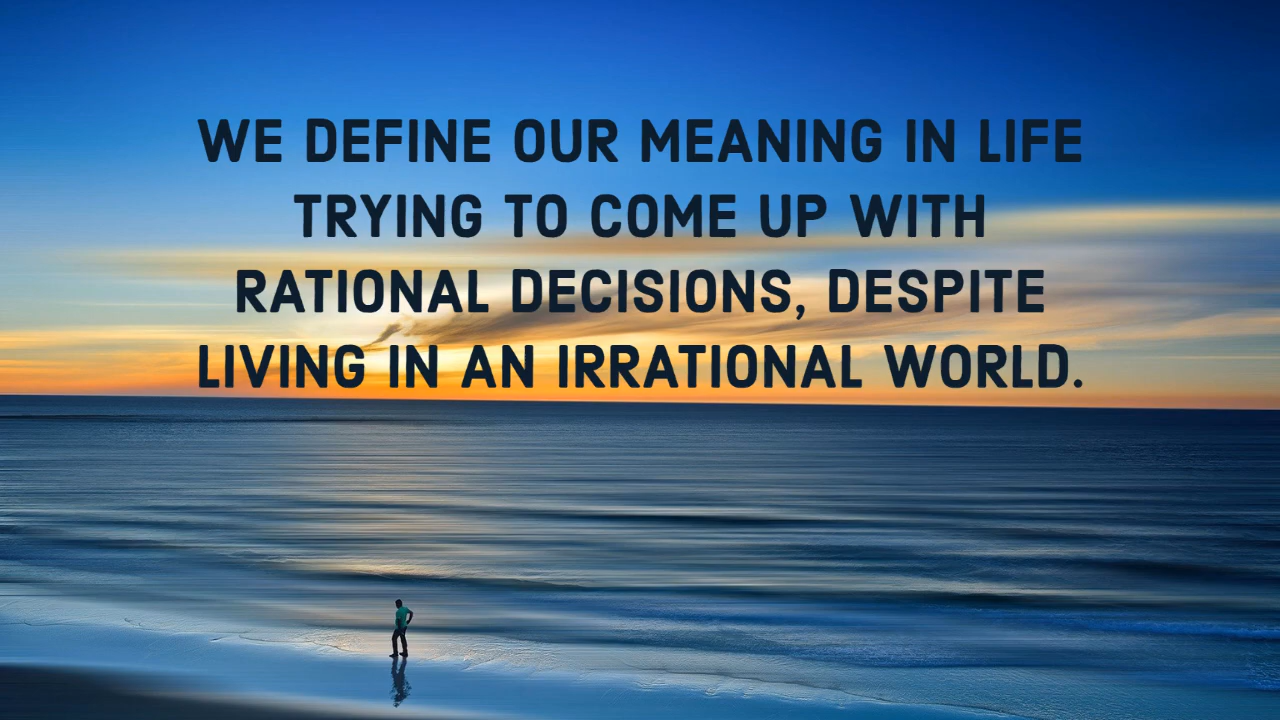 WE DEFINE OUR MEANING IN LIFE
TRYING TO COME UP WITH
RATIONAL DECISIONS, DESPITE
LIVING IN AN IRRATIONAL WORLD.